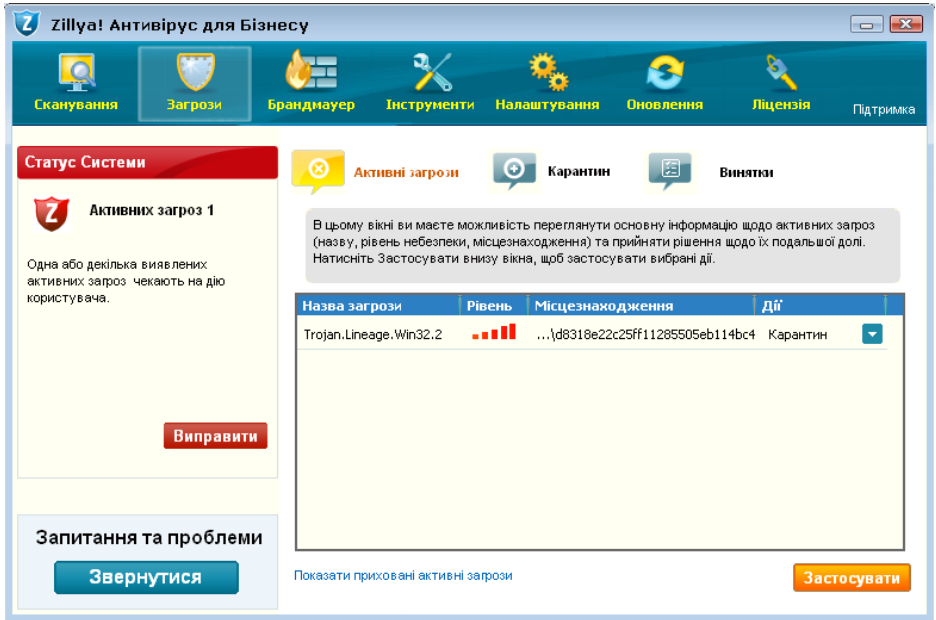 Zillya! Антивірус для Бізнесу
Сканування
Загрози
Брандмауер
Інструменти
Налаштування
Оновлення
Ліцензія
Підтримка
Статус Системи
Активних загроз 1
Одна або декілька виявлених
активних загроз чекають на дію
користувача.
Виправити
Запитання та проблеми
Звернутися
Активні загрози
Карантин
Винятки
В цьому вікні ви маєте можливість переглянути основну інформацію щодо активних загроз
(назву, рівень небезпеки, місцезнаходження) та прийняти рішення щодо їх подальшої долі.
Натисніть Застосувати внизу вікна, щоб застосувати вибрані дії.
Назва загрози Рівень Місцезнаходження Дії
Trojan.Lineage.Win32.2 ...\d8318e22c25ff11285505eb114bc4 Карантин
Показати приховані активні загрози
Застосувати